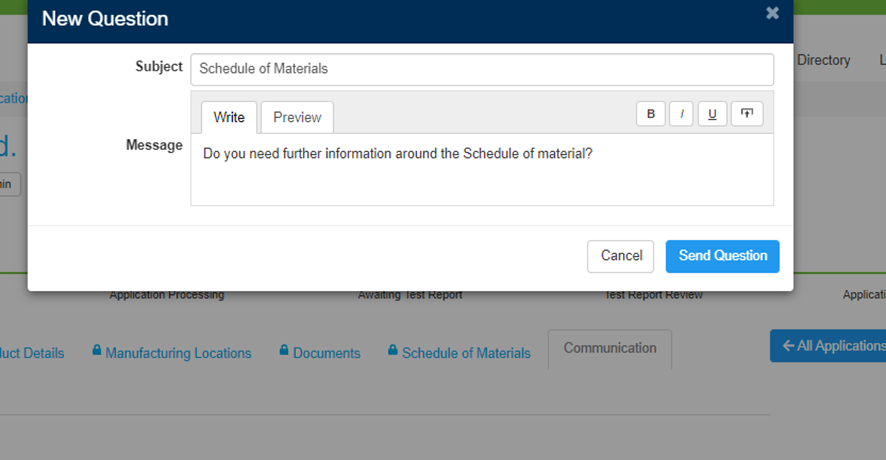 New Question
Directory
Subject
Schedule of Materials
Write Preview B I U
Message
Do you need further information around the Schedule of material?
Cancel Send Question
Application Processing Awaiting Test Report Test Report Review
Details Manufacturing Locations Documents Schedule of Materials Communication All Applications